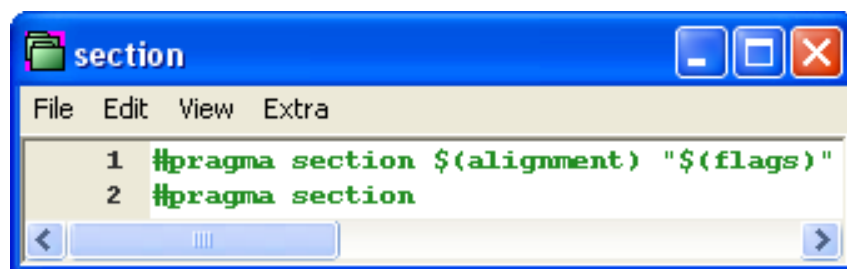 section
File Edit View Extra
1 #pragma section $(alignment) "$(flags)"
2 #pragma section